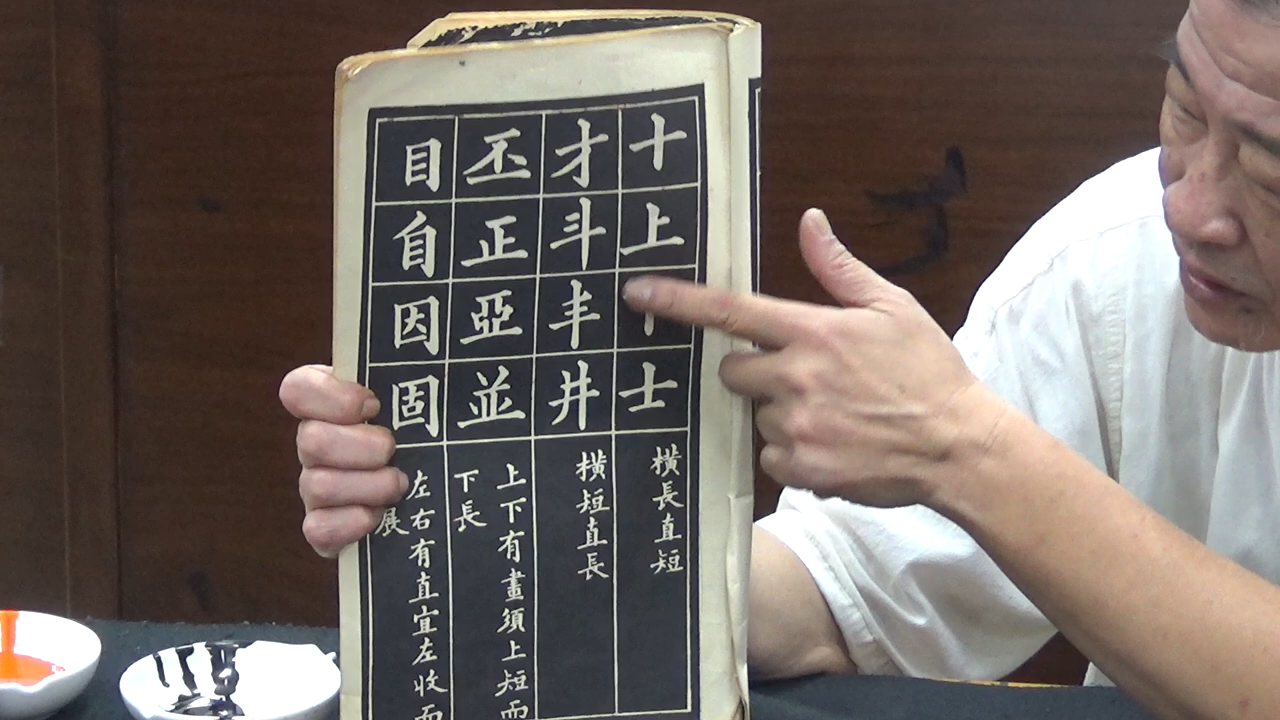 十上
士
橫長直短
才斗丰井
橫短直長
丕正亞並
上下有畫須上短而
下長
目自因固
左右有直宜左收而
展